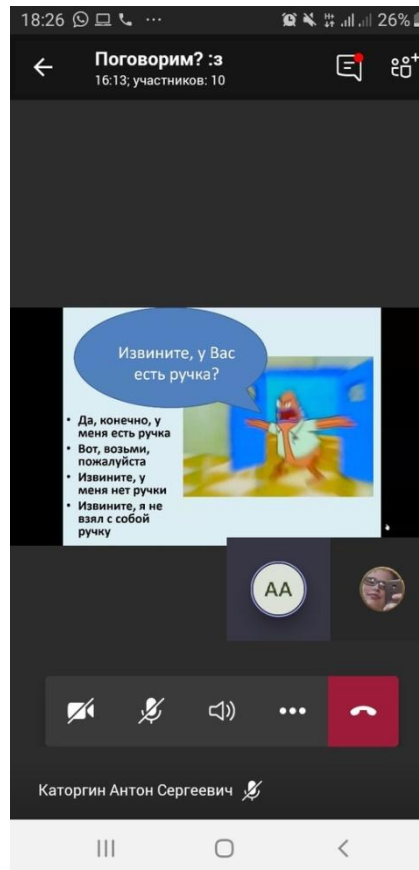 18:26 26%
Поговорим? :з
16:13; участников: 10
Извините, у Вас
есть ручка?
• Да, конечно, у
меня есть ручка
• Вот, возьми,
пожалуйста
• Извините, у
меня нет ручки
• Извините, я не
взял с собой
ручку
АА
Каторгин Антон Сергеевич